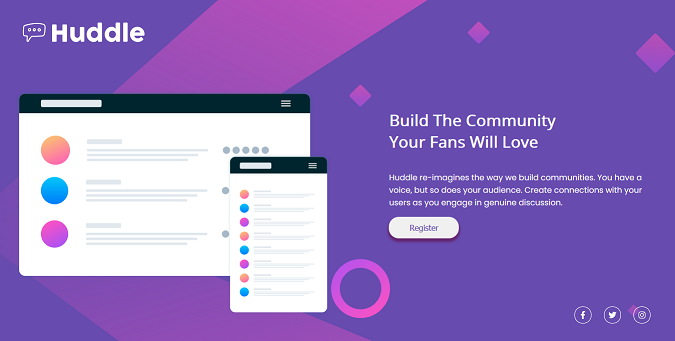 Huddle
Build The Community
Your Fans Will Love
Huddle re-imagines the way we build communities. You have a
voice, but so does your audience. Create connections with your
users as you engage in genuine discussion.
Register